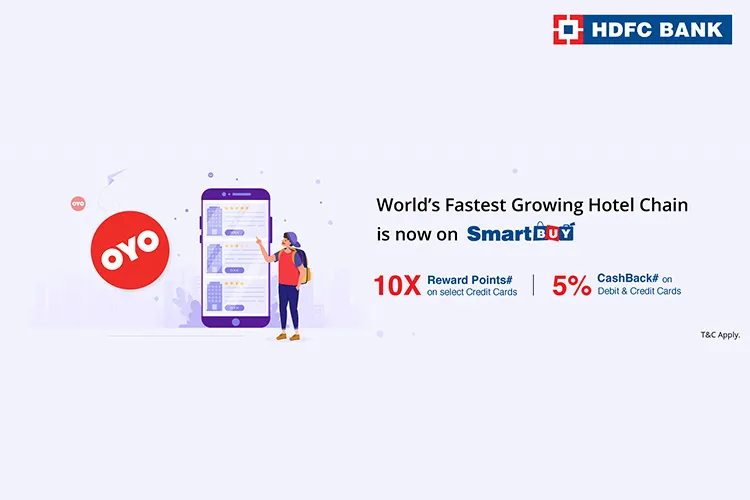 HDFC BANK
OYO
OYO
World's Fastest Growing Hotel Chain
is now on SmartBUY
10X Reward Points# on select Credit Cards
5% CashBack# on Debit & Credit Cards
T&C Apply.